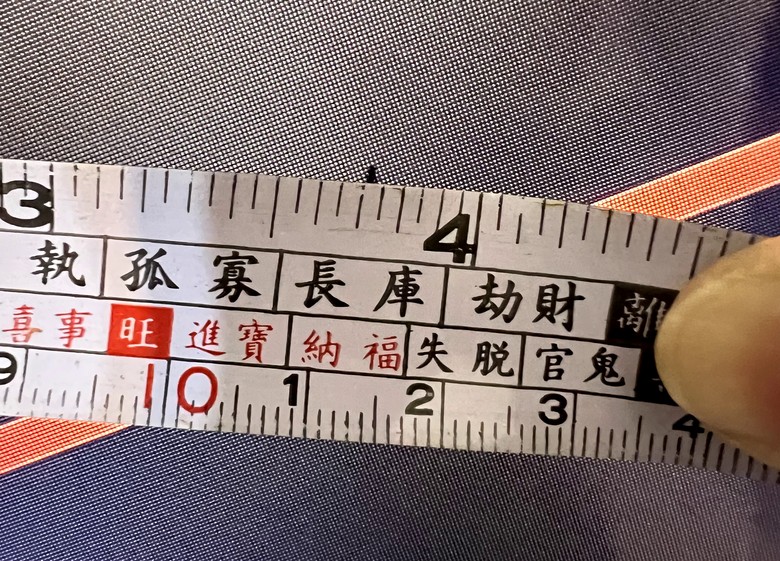 3 4
執 孤寡 長庫 劫財 離
喜事 旺 進寶 納福 失脱 官鬼
9 10 1 2 3 4